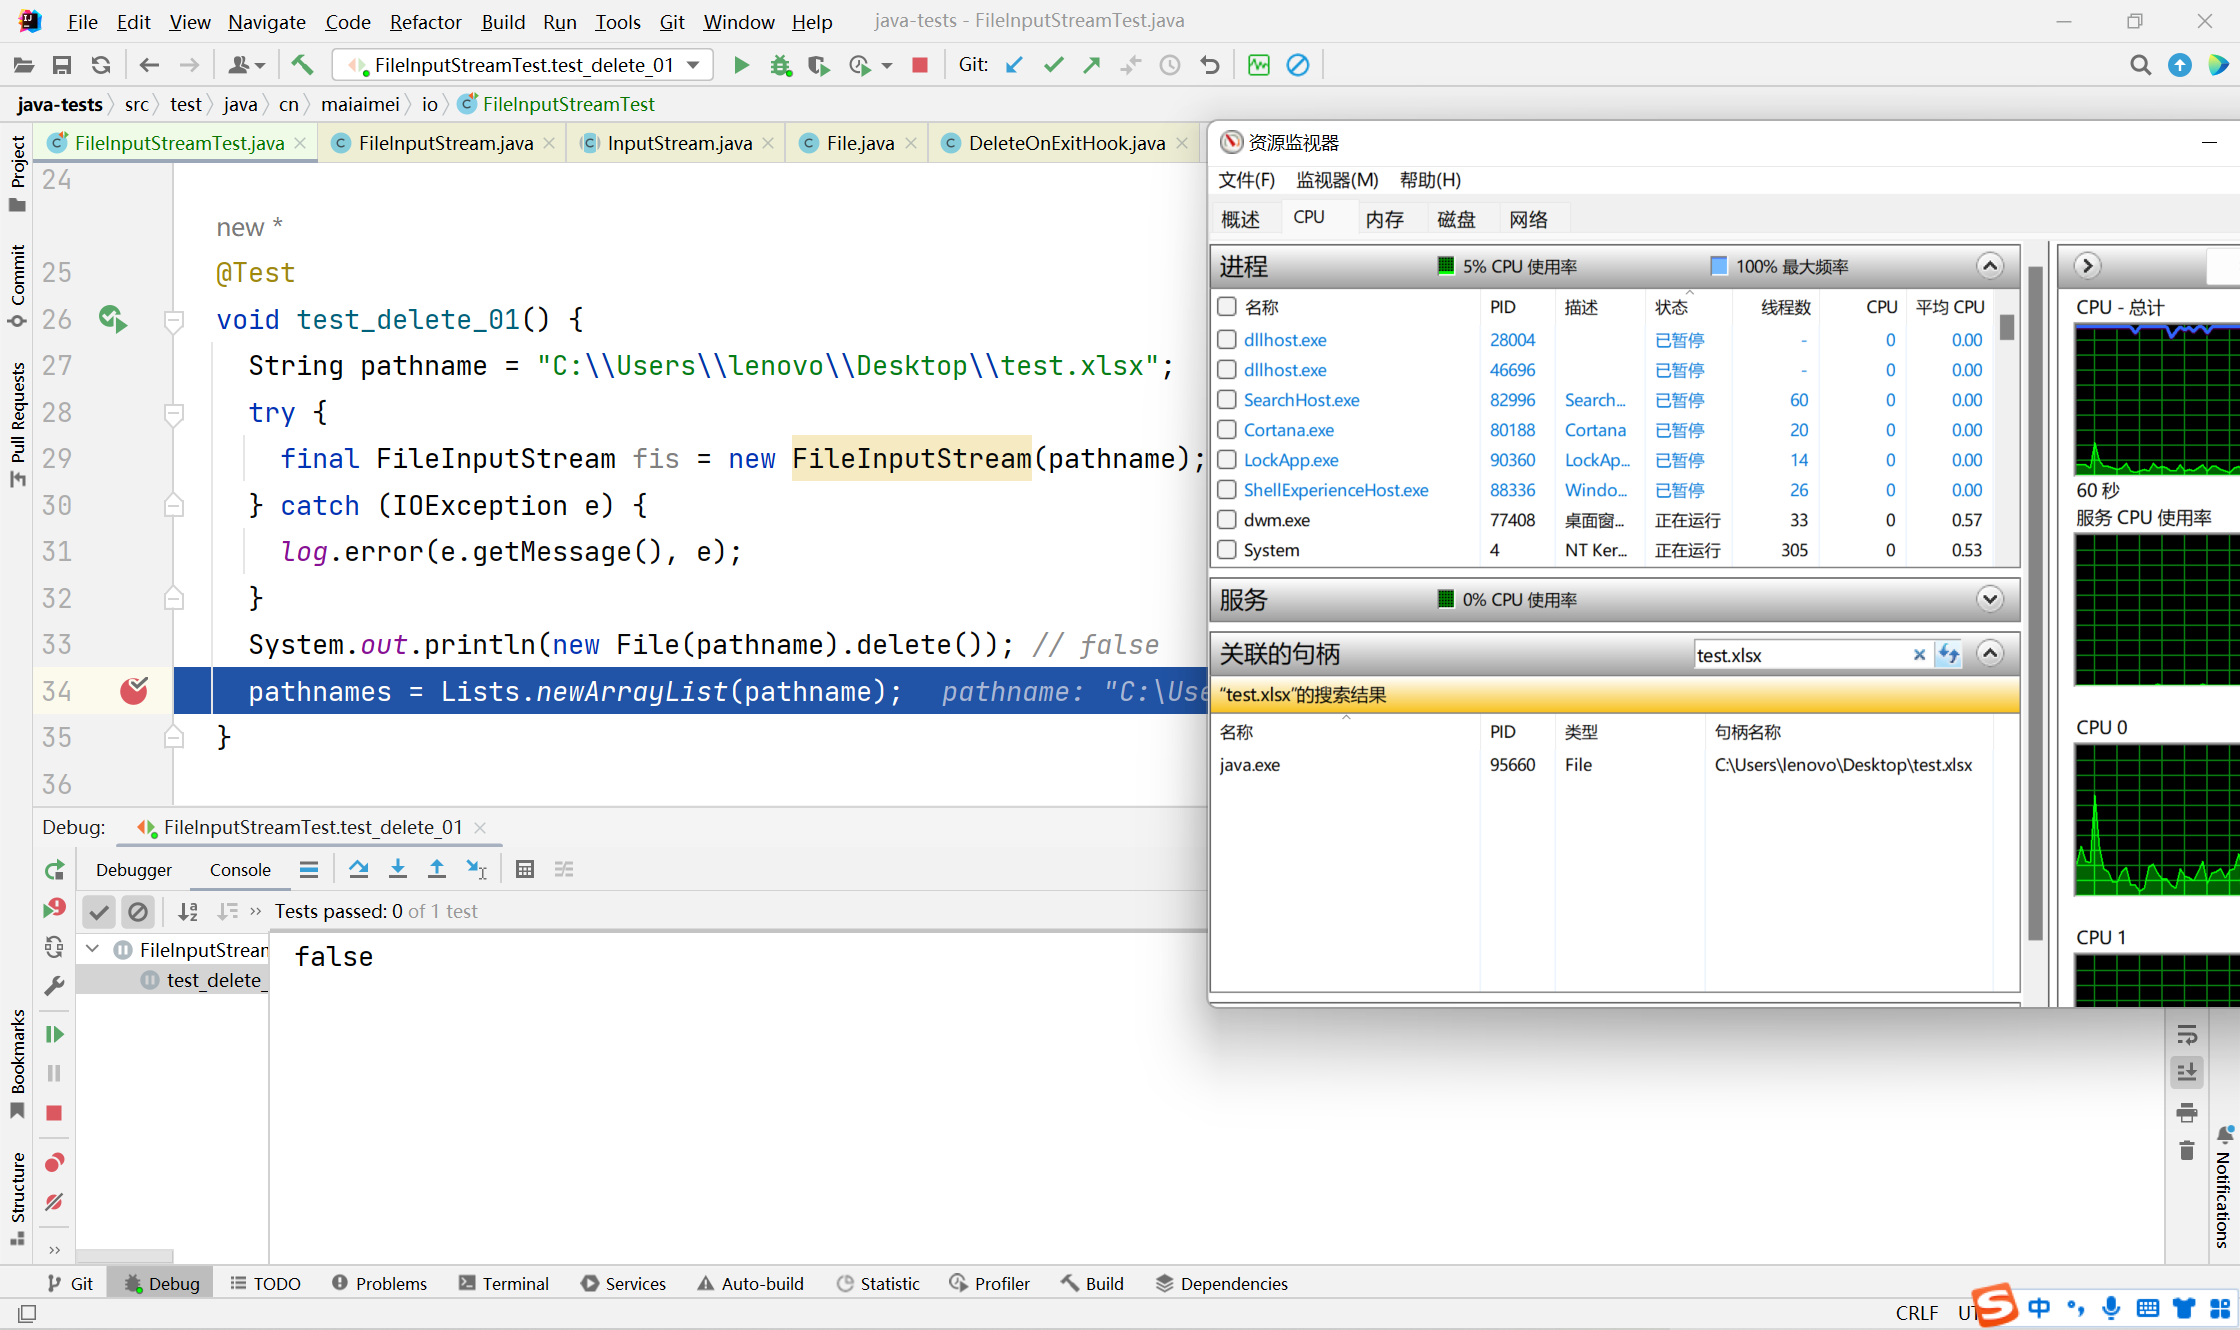 File Edit View Navigate Code Refactor Build Run Tools Git Window Help java-tests - FileInputStreamTest.java
FileInputStreamTest.test_delete_01 Git:
java-tests src test java cn maiaimei io FileInputStreamTest
FileInputStreamTest.java FileInputStream.java InputStream.java File.java DeleteOnExitHook.java
Project
Commit
Pull Requests
Bookmarks
Structure
24
new *
25 @Test
26 void test_delete_01() {
27 String pathname = "C:\\Users\\lenovo\\Desktop\\test.xlsx";
28 try {
29 final FileInputStream fis = new FileInputStream(pathname);
30 } catch (IOException e) {
31 log.error(e.getMessage(), e);
32 }
33 System.out.println(new File(pathname).delete()); // false
34 pathnames = Lists.newArrayList(pathname); pathname: "C:\Use
35 }
36
资源监视器
文件(F) 监视器(M) 帮助(H)
概述 CPU 内存 磁盘 网络
进程 5% CPU 使用率 100% 最大频率
名称 PID 描述 状态 线程数 CPU 平均 CPU
dllhost.exe 28004 已暂停 - 0 0.00
dllhost.exe 46696 已暂停 - 0 0.00
SearchHost.exe 82996 Search... 已暂停 60 0 0.00
Cortana.exe 80188 Cortana 已暂停 20 0 0.00
LockApp.exe 90360 LockAp... 已暂停 14 0 0.00
ShellExperienceHost.exe 88336 Windo... 已暂停 26 0 0.00
dwm.exe 77408 桌面窗... 正在运行 33 0 0.57
System 4 NT Ker... 正在运行 305 0 0.53
服务 0% CPU 使用率
关联的句柄 test.xlsx
"test.xlsx"的搜索结果
名称 PID 类型 句柄名称
java.exe 95660 File C:\Users\lenovo\Desktop\test.xlsx
CPU - 总计
60 秒
服务 CPU 使用率
CPU 0
CPU 1
Debug: FileInputStreamTest.test_delete_01
Debugger Console
Tests passed: 0 of 1 test
FileInputStream
test_delete_
false
Notifications
Git Debug TODO Problems Terminal Services Auto-build Statistic Profiler Build Dependencies
CRLF UT
中